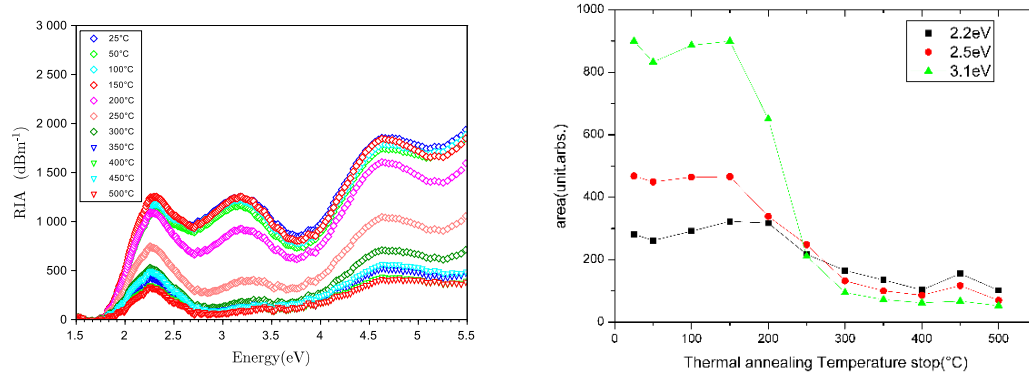 3 000
2 500
2 000
1 500
1 000
500
0
RIA (dBm⁻¹)
25°C
50°C
100°C
150°C
200°C
250°C
300°C
350°C
400°C
450°C
500°C
1.5 2 2.5 3 3.5 4 4.5 5 5.5
Energy(eV)
1000
800
600
400
200
0
area(unit.arbs.)
2.2eV
2.5eV
3.1eV
0 100 200 300 400 500
Thermal annealing Temperature stop(°C)